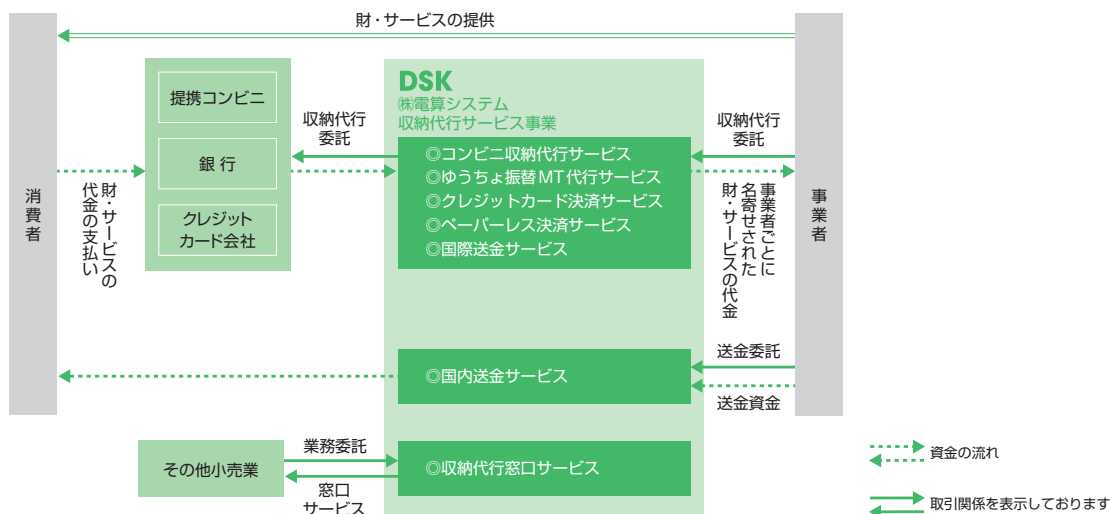 財・サービスの提供
消費者
提携コンビニ
銀行
クレジット
カード会社
財・サービスの
代金の支払い
収納代行
委託
DSK
㈱電算システム
収納代行サービス事業
◎コンビニ収納代行サービス
◎ゆうちょ振替MT代行サービス
◎クレジットカード決済サービス
◎ペーパーレス決済サービス
◎国際送金サービス
収納代行
委託
事業者ごとに
名寄せされた
財・サービスの代金
事業者
◎国内送金サービス
送金委託
送金資金
その他小売業
業務委託
窓口
サービス
◎収納代行窓口サービス
資金の流れ
取引関係を表示しております